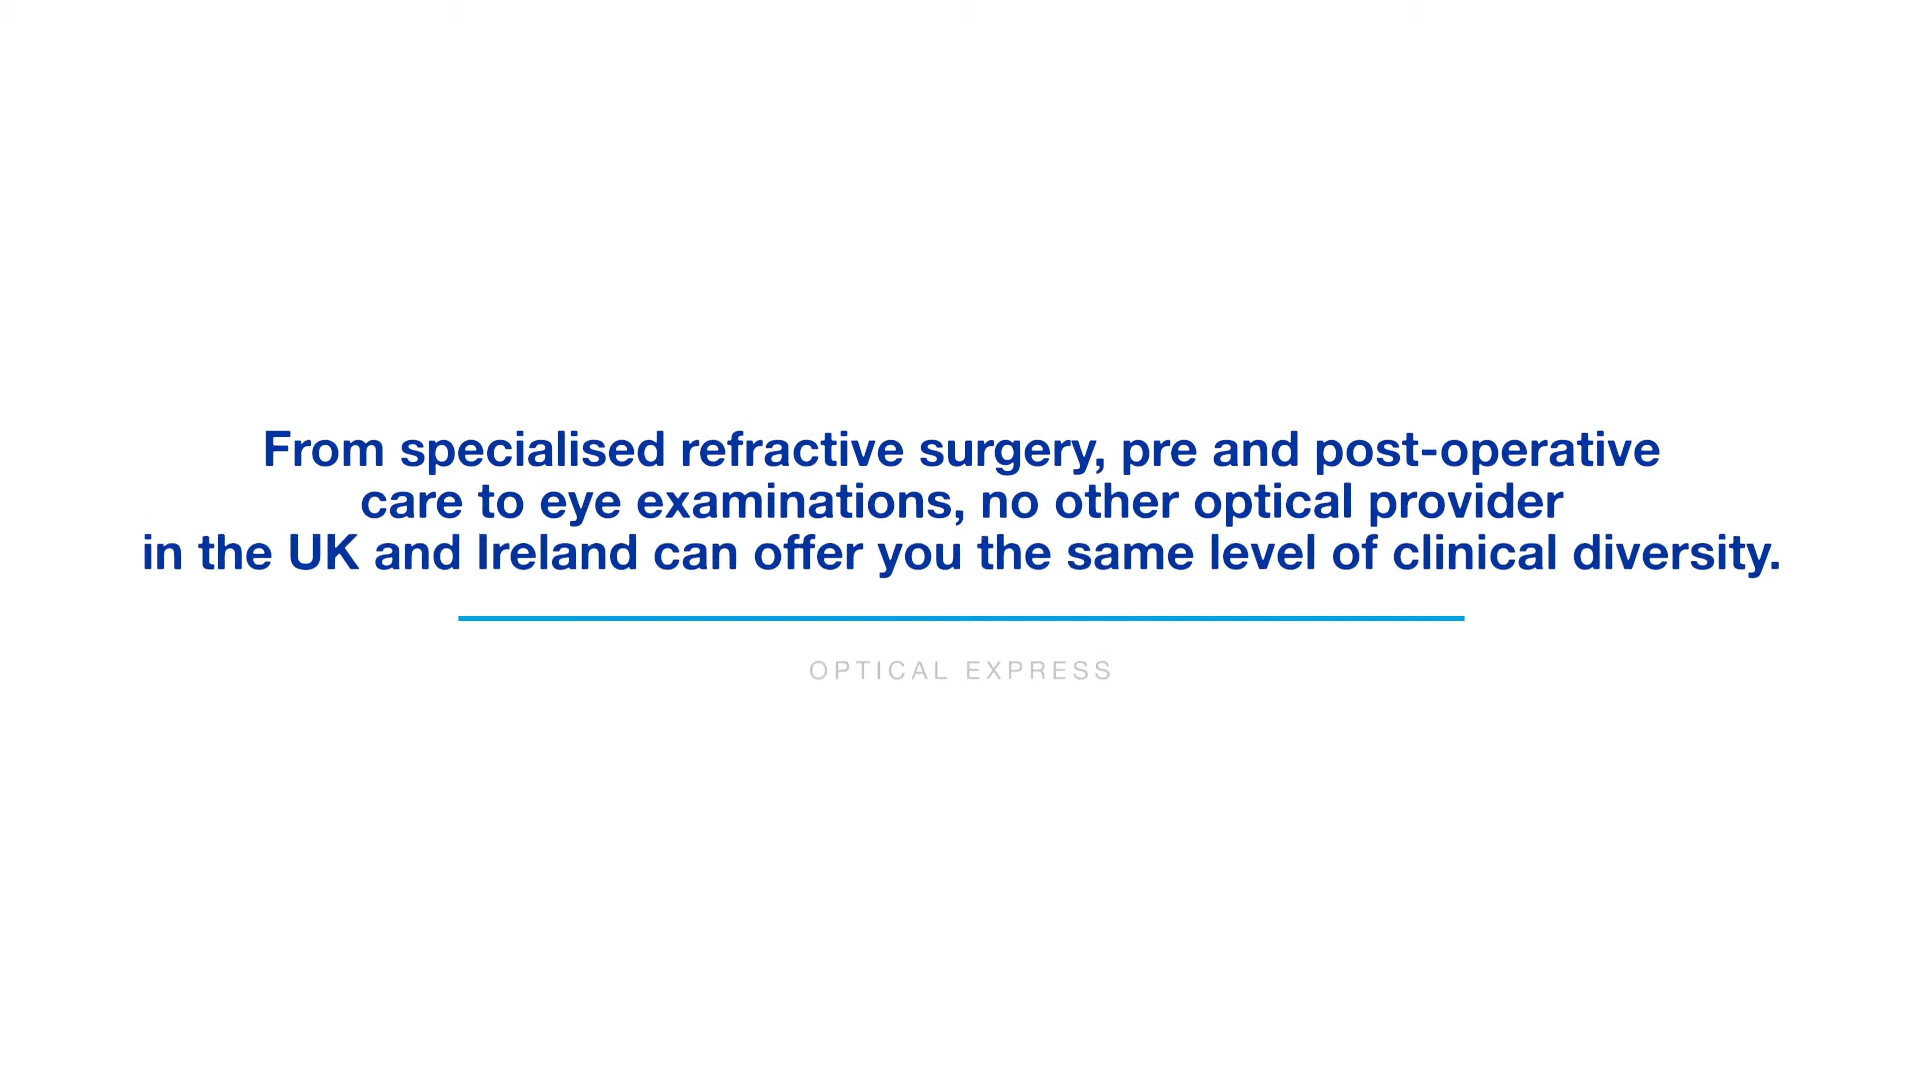 From specialised refractive surgery, pre and post-operative
care to eye examinations, no other optical provider
in the UK and Ireland can offer you the same level of clinical diversity.
OPTICAL EXPRESS